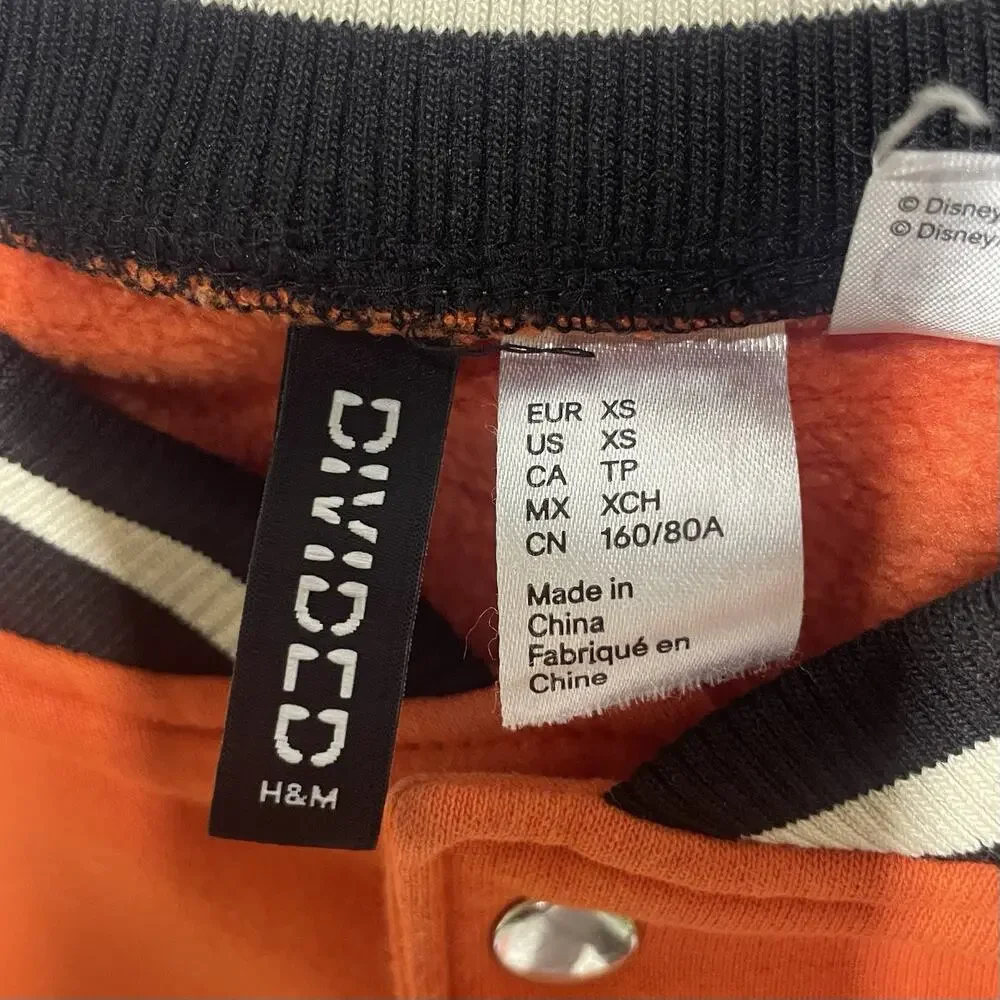 © Disney
© Disney
DIVIDED
H&M
EUR XS
US XS
CA TP
MX XCH
CN 160/80A
Made in
China
Fabriqué en
Chine